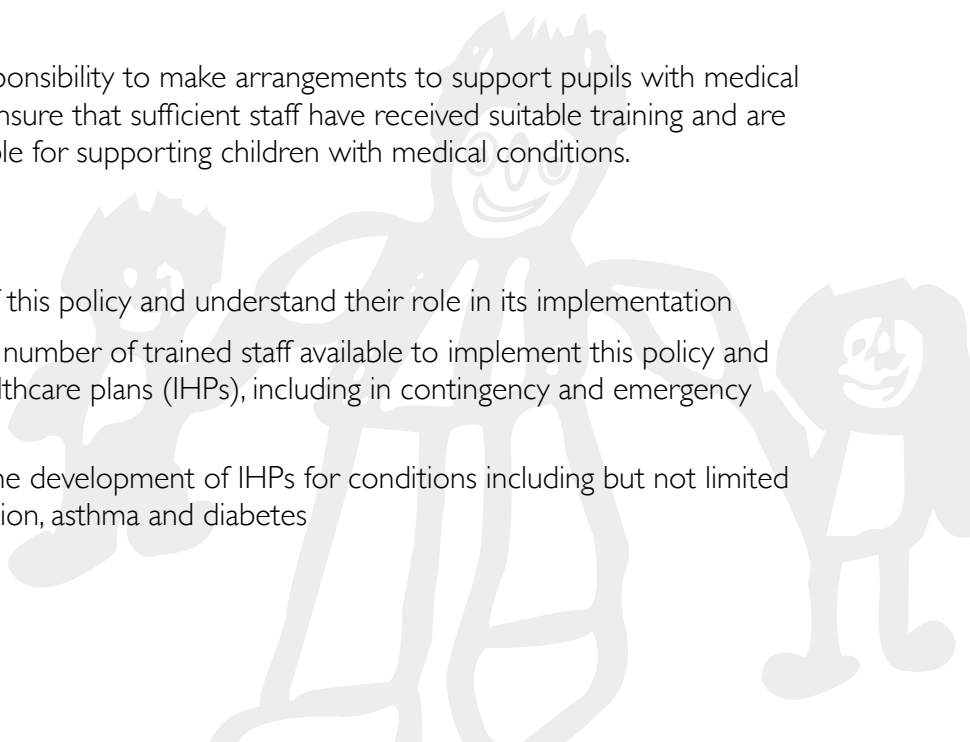 ponsibility to make arrangements to support pupils with medical
nsure that sufficient staff have received suitable training and are
ole for supporting children with medical conditions.
f this policy and understand their role in its implementation
number of trained staff available to implement this policy and
lthcare plans (IHPs), including in contingency and emergency
he development of IHPs for conditions including but not limited
tion, asthma and diabetes